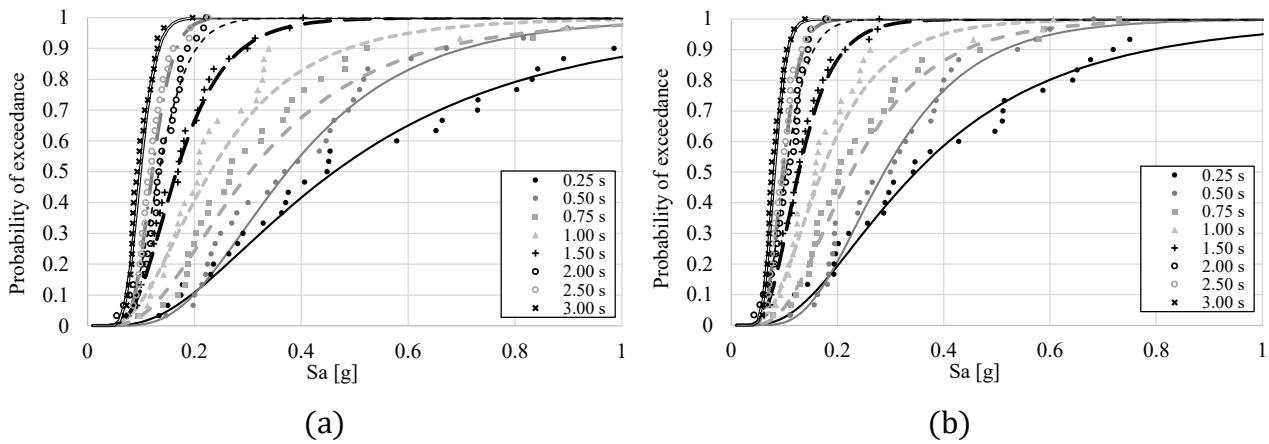 Probability of exceedance
1
0.9
0.8
0.7
0.6
0.5
0.4
0.3
0.2
0.1
0
0 0.2 0.4 0.6 0.8 1
Sa [g]
0.25 s
0.50 s
0.75 s
1.00 s
1.50 s
2.00 s
2.50 s
3.00 s
(a)
Probability of exceedance
1
0.9
0.8
0.7
0.6
0.5
0.4
0.3
0.2
0.1
0
0 0.2 0.4 0.6 0.8 1
Sa [g]
0.25 s
0.50 s
0.75 s
1.00 s
1.50 s
2.00 s
2.50 s
3.00 s
(b)